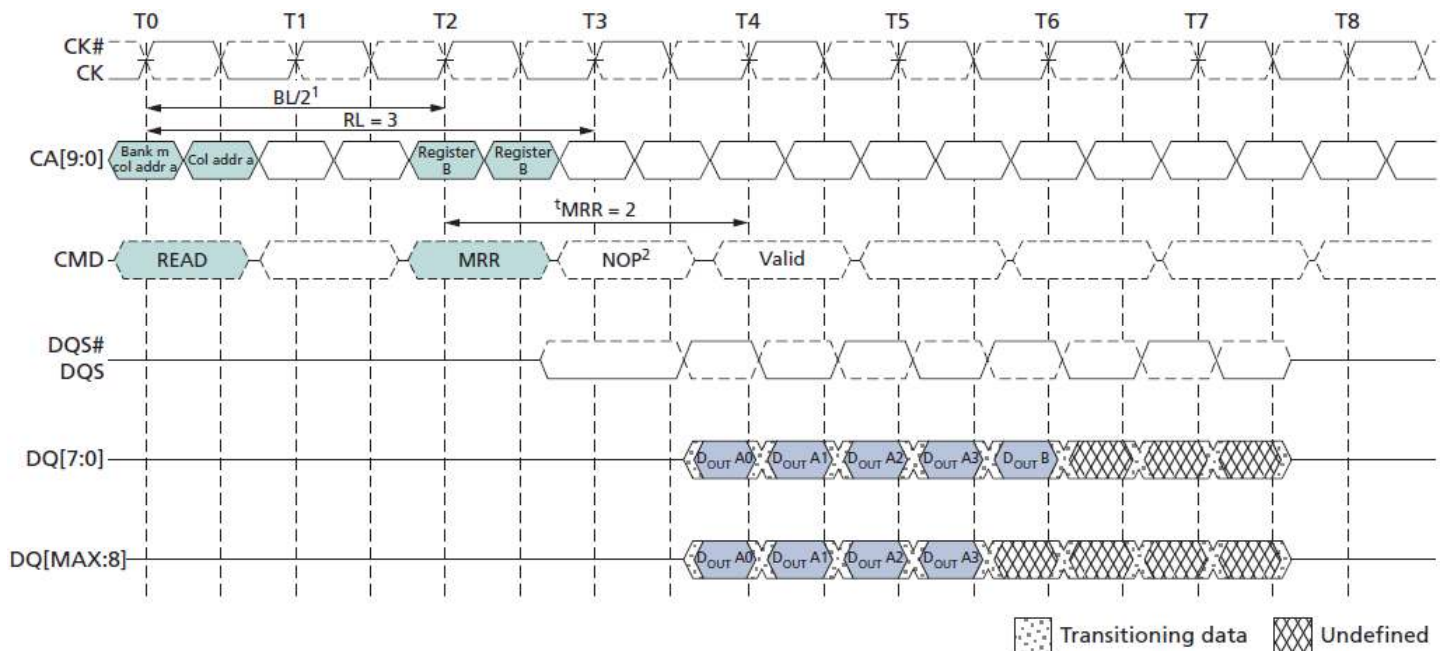 T0 T1 T2 T3 T4 T5 T6 T7 T8
CK#
CK
BL/2¹
RL = 3
CA[9:0]
Bank m
col addr a
Col addr a
Register
B
Register
B
tMRR = 2
CMD
READ
MRR
NOP²
Valid
DQS#
DQS
DQ[7:0]
DOUT A0
DOUT A1
DOUT A2
DOUT A3
DOUT B
DQ[MAX:8]
DOUT A0
DOUT A1
DOUT A2
DOUT A3
Transitioning data
Undefined